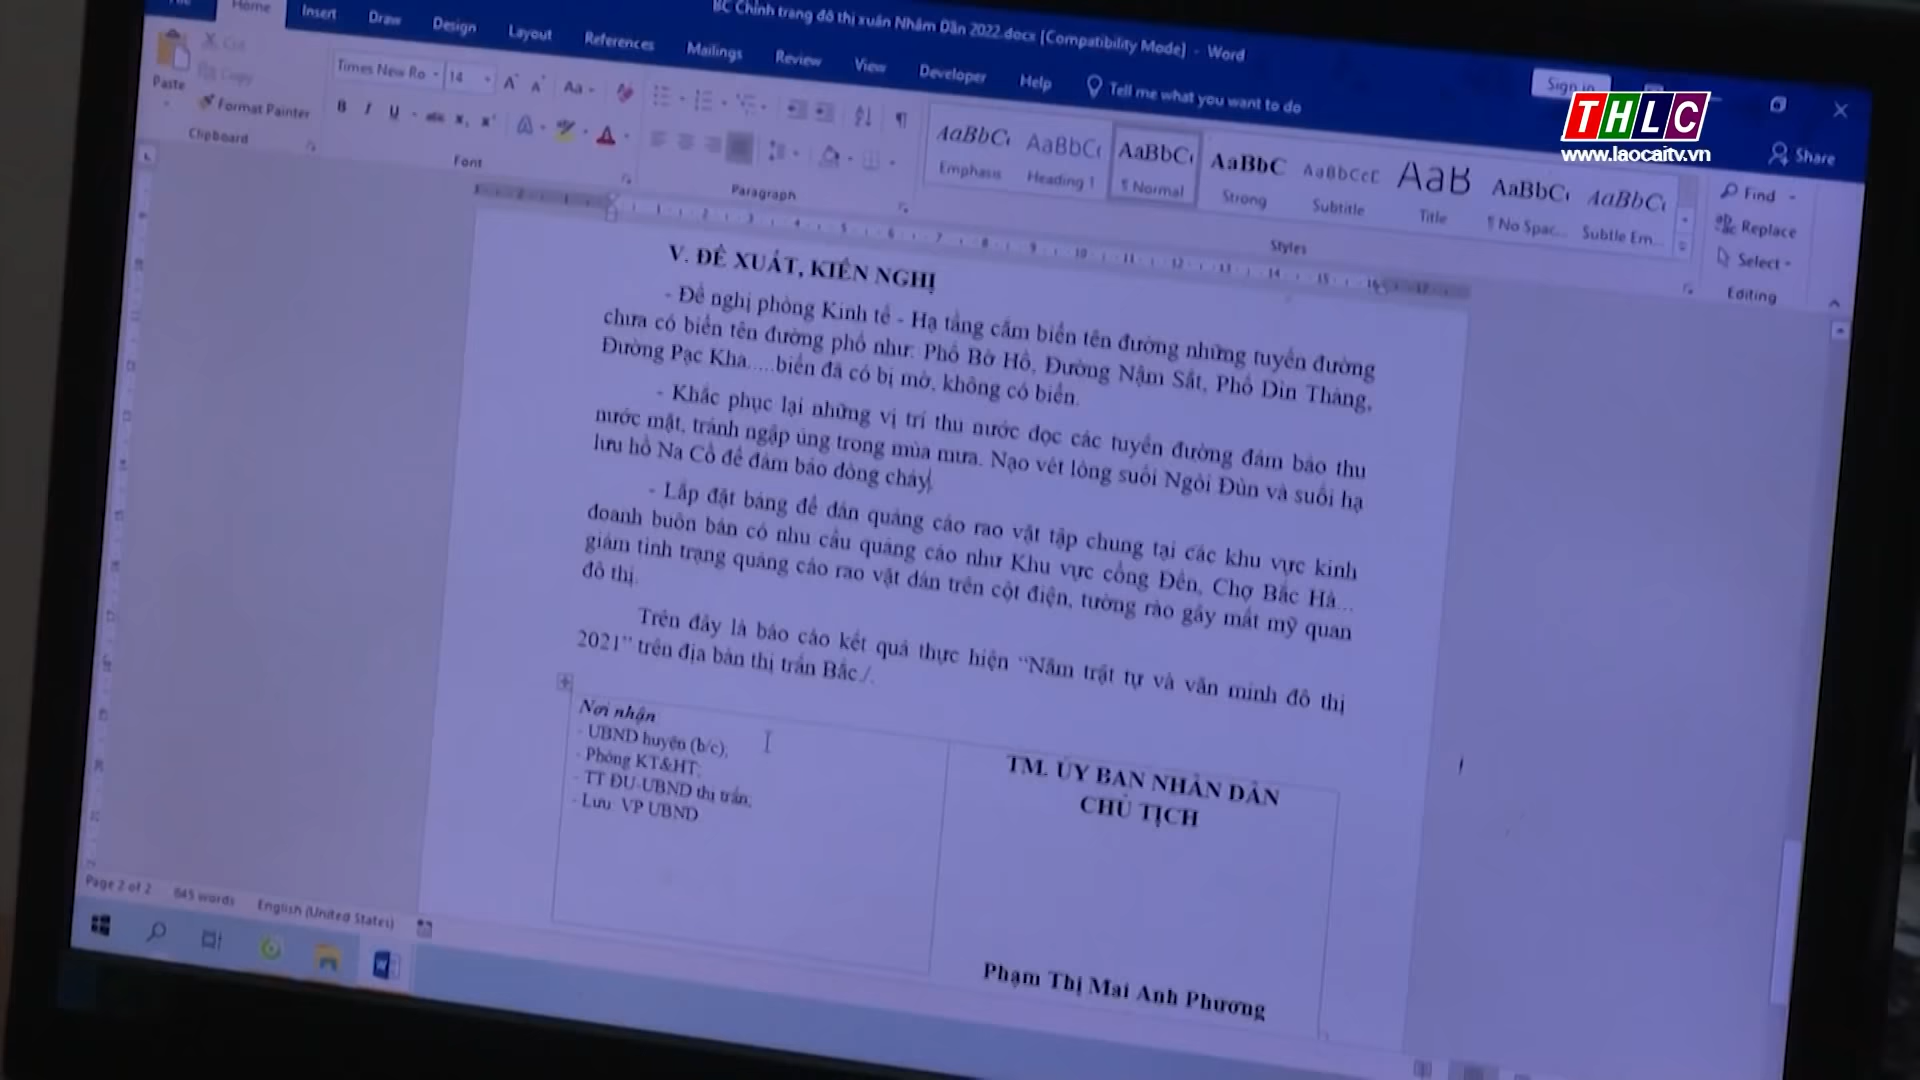 BC Chỉnh trang đô thị xuân Nhâm Dần 2022.docx [Compatibility Mode] - Word
Sign in
Home Insert Draw Design Layout References Mailings Review View Developer Help Tell me what you want to do
THLC
www.laocaitv.vn
Share
Cut
Copy
Paste
Format Painter
Clipboard
Times New Ro 14
Font
Paragraph
AaBbCc Emphasis
AaBbCc Heading 1
AaBbCc ¶ Normal
AaBbC Strong
AaBbCcD Subtitle
AaB Title
AaBbCc ¶ No Spac...
AaBbCc Subtle Em...
Styles
Find
Replace
Select
Editing
V. ĐỀ XUẤT, KIẾN NGHỊ
- Đề nghị phòng Kinh tế - Hạ tầng cắm biển tên đường những tuyến đường
chưa có biển tên đường phố như: Phố Bờ Hồ, Đường Nậm Sắt, Phố Din Thàng,
Đường Pạc Kha.....biển đã có bị mờ, không có biển.
- Khắc phục lại những vị trí thu nước dọc các tuyến đường đảm bảo thu
nước mặt, tránh ngập úng trong mùa mưa. Nạo vét lòng suối Ngòi Đùn và suối hạ
lưu hồ Na Cồ để đảm bảo dòng chảy.
- Lắp đặt bảng để dán quảng cáo rao vặt tập chung tại các khu vực kinh
doanh buôn bán có nhu cầu quảng cáo như Khu vực cổng Đền, Chợ Bắc Hà...
giảm tình trạng quảng cáo rao vặt dán trên cột điện, tường rào gây mất mỹ quan
đô thị.
Trên đây là báo cáo kết quả thực hiện “Năm trật tự và văn minh đô thị
2021” trên địa bàn thị trấn Bắc./.
Nơi nhận
- UBND huyện (b/c);
- Phòng KT&HT;
- TT ĐU-UBND thị trấn;
- Lưu: VP UBND
TM. ỦY BAN NHÂN DÂN
CHỦ TỊCH
Phạm Thị Mai Anh Phương
Page 2 of 2 845 words English (United States)